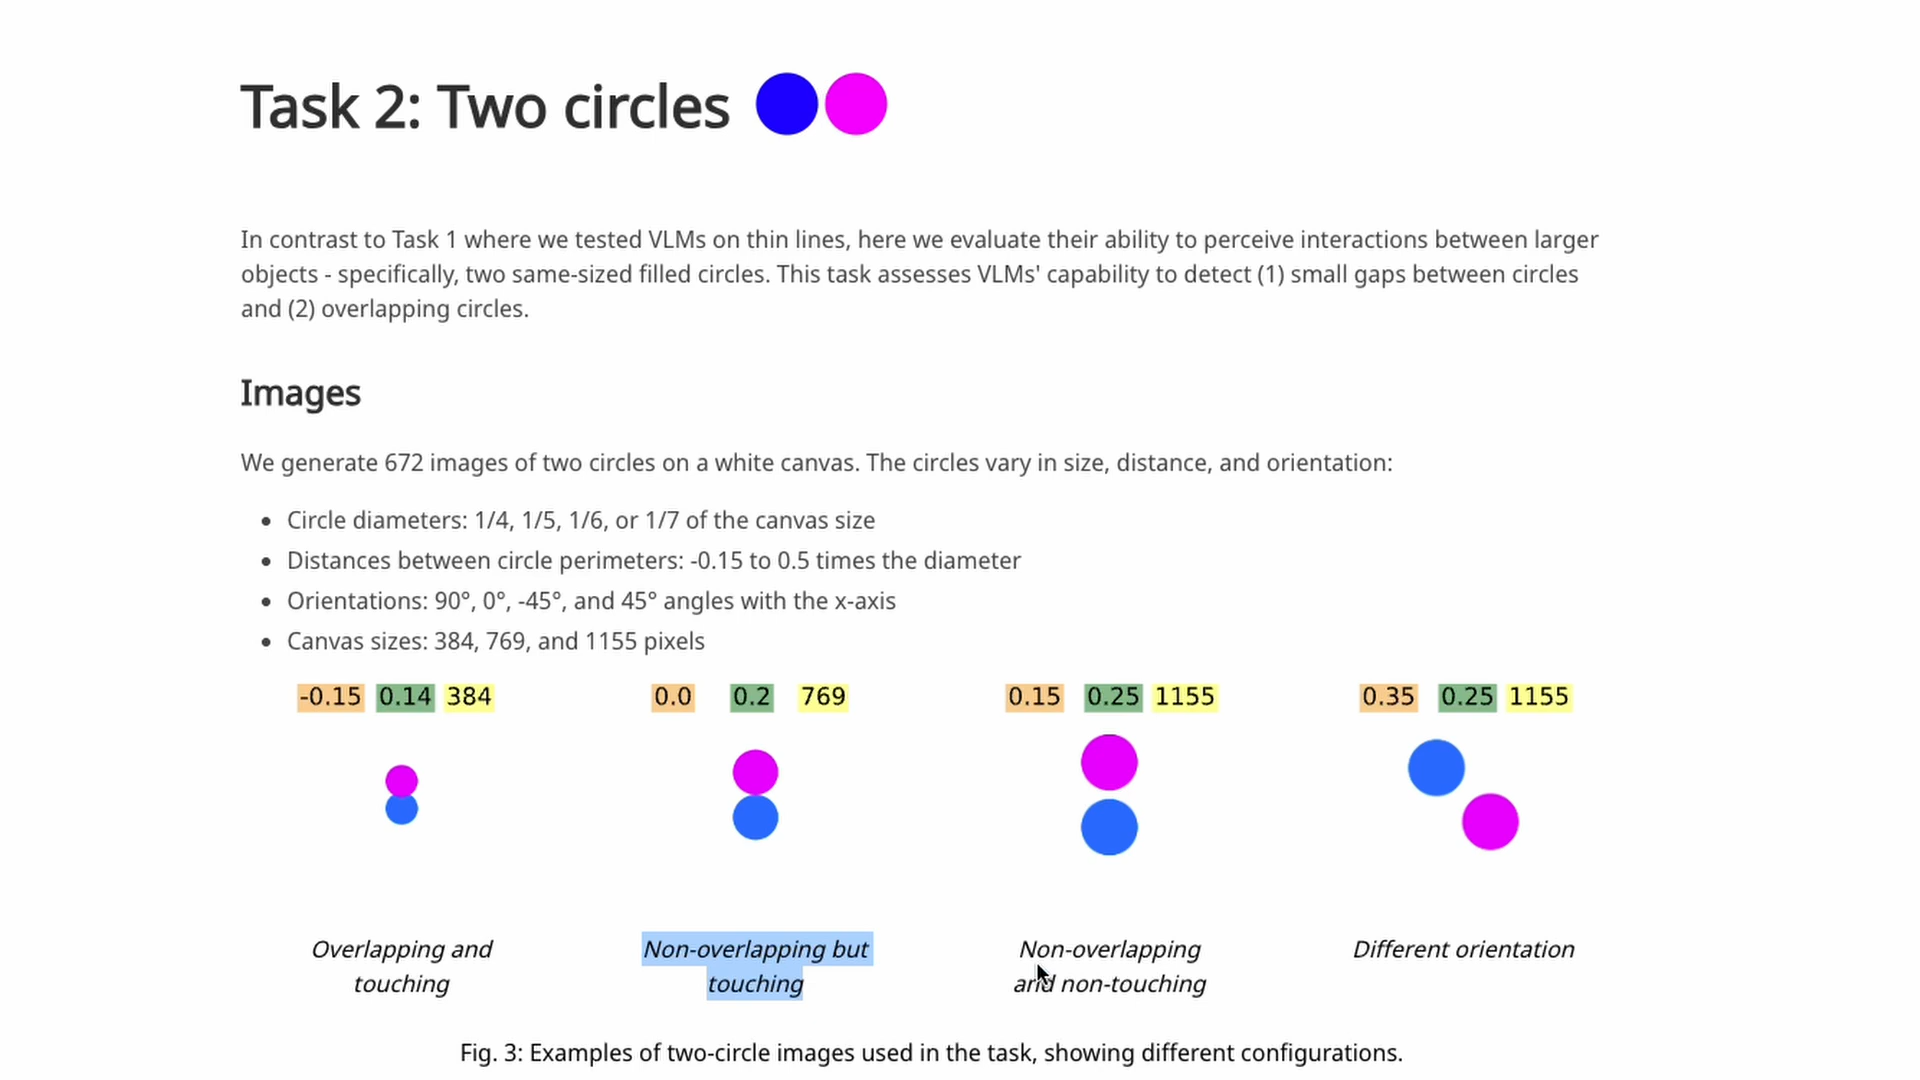 Task 2: Two circles
In contrast to Task 1 where we tested VLMs on thin lines, here we evaluate their ability to perceive interactions between larger
objects - specifically, two same-sized filled circles. This task assesses VLMs' capability to detect (1) small gaps between circles
and (2) overlapping circles.
Images
We generate 672 images of two circles on a white canvas. The circles vary in size, distance, and orientation:
• Circle diameters: 1/4, 1/5, 1/6, or 1/7 of the canvas size
• Distances between circle perimeters: -0.15 to 0.5 times the diameter
• Orientations: 90°, 0°, -45°, and 45° angles with the x-axis
• Canvas sizes: 384, 769, and 1155 pixels
-0.15 0.14 384
0.0 0.2 769
0.15 0.25 1155
0.35 0.25 1155
Overlapping and
touching
Non-overlapping but
touching
Non-overlapping
and non-touching
Different orientation
Fig. 3: Examples of two-circle images used in the task, showing different configurations.